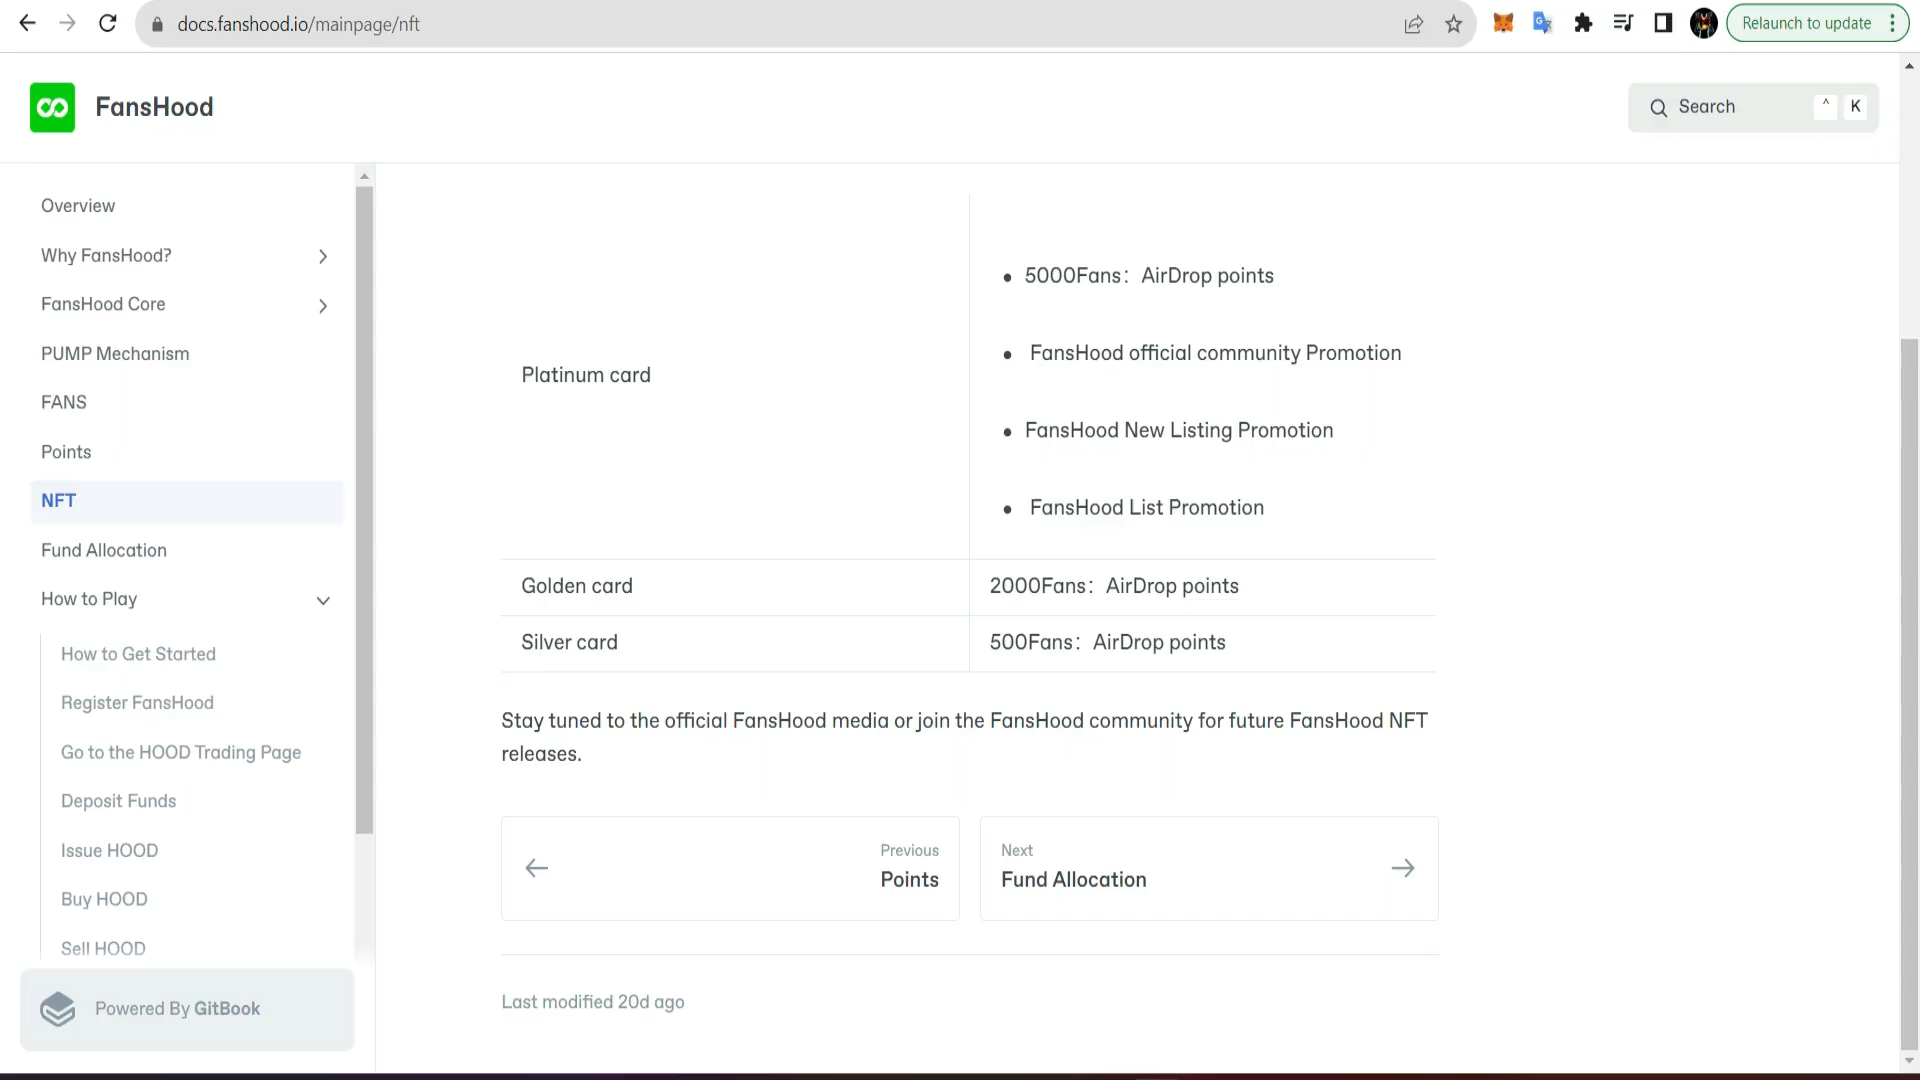 docs.fanshood.io/mainpage/nft
Relaunch to update
FansHood
Search
^ K
Overview
Why FansHood?
FansHood Core
PUMP Mechanism
FANS
Points
NFT
Fund Allocation
How to Play
How to Get Started
Register FansHood
Go to the HOOD Trading Page
Deposit Funds
Issue HOOD
Buy HOOD
Sell HOOD
Powered By GitBook
Platinum card
• 5000Fans：AirDrop points
• FansHood official community Promotion
• FansHood New Listing Promotion
• FansHood List Promotion
Golden card
2000Fans：AirDrop points
Silver card
500Fans：AirDrop points
Stay tuned to the official FansHood media or join the FansHood community for future FansHood NFT
releases.
Previous
Points
Next
Fund Allocation
Last modified 20d ago